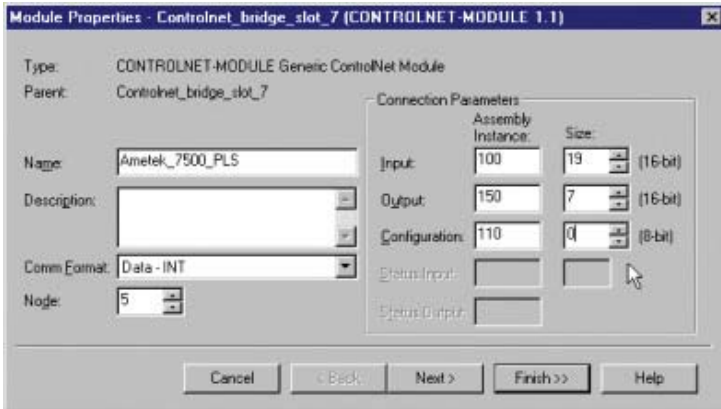 Module Properties - Controlnet_bridge_slot_7 (CONTROLNET-MODULE 1.1)
Type: CONTROLNET-MODULE Generic ControlNet Module
Parent: Controlnet_bridge_slot_7
Connection Parameters
Assembly Instance: Size:
Name: Ametek_7500_PLS
Input: 100 19 (16-bit)
Description:
Output: 150 7 (16-bit)
Configuration: 110 0 (8-bit)
Comm Format: Data - INT
Status Input:
Node: 5
Status Output:
Cancel < Back Next > Finish >> Help